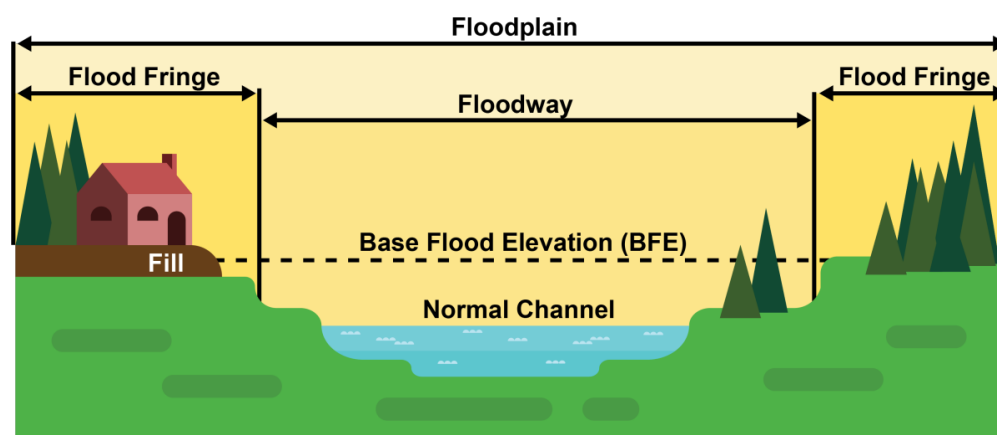 Floodplain
Flood Fringe
Flood Fringe
Floodway
Base Flood Elevation (BFE)
Fill
Normal Channel